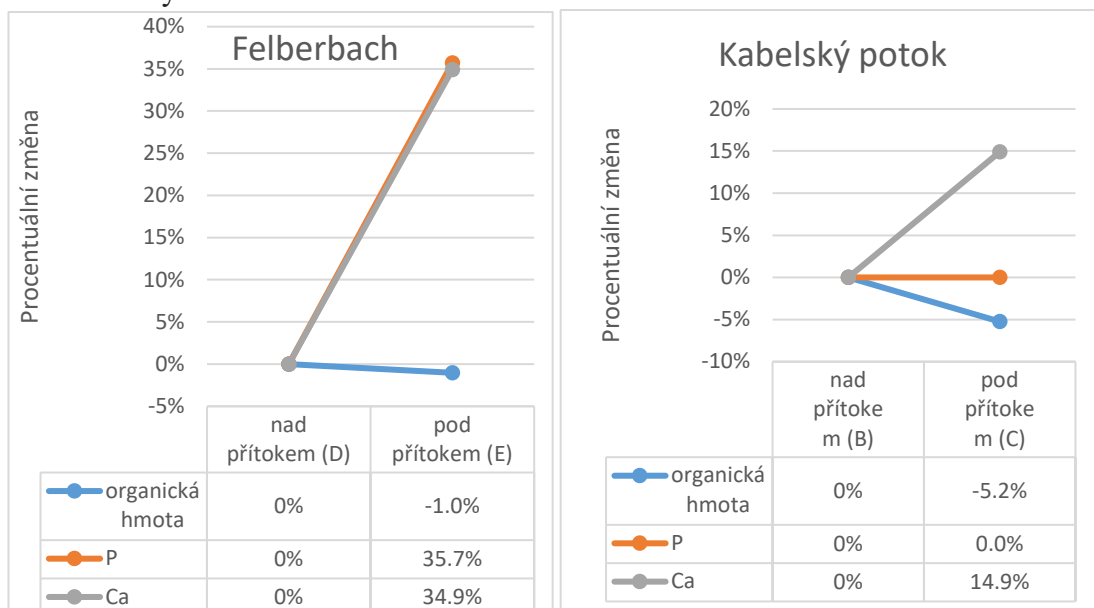 Felberbach
Procentuální změna
40%
35%
30%
25%
20%
15%
10%
5%
0%
-5%
nad
přítokem (D)
pod
přítokem (E)
organická
hmota
0%
-1.0%
P
0%
35.7%
Ca
0%
34.9%
Kabelský potok
Procentuální změna
20%
15%
10%
5%
0%
-5%
-10%
nad
přítoke
m (B)
pod
přítoke
m (C)
organická
hmota
0%
-5.2%
P
0%
0.0%
Ca
0%
14.9%